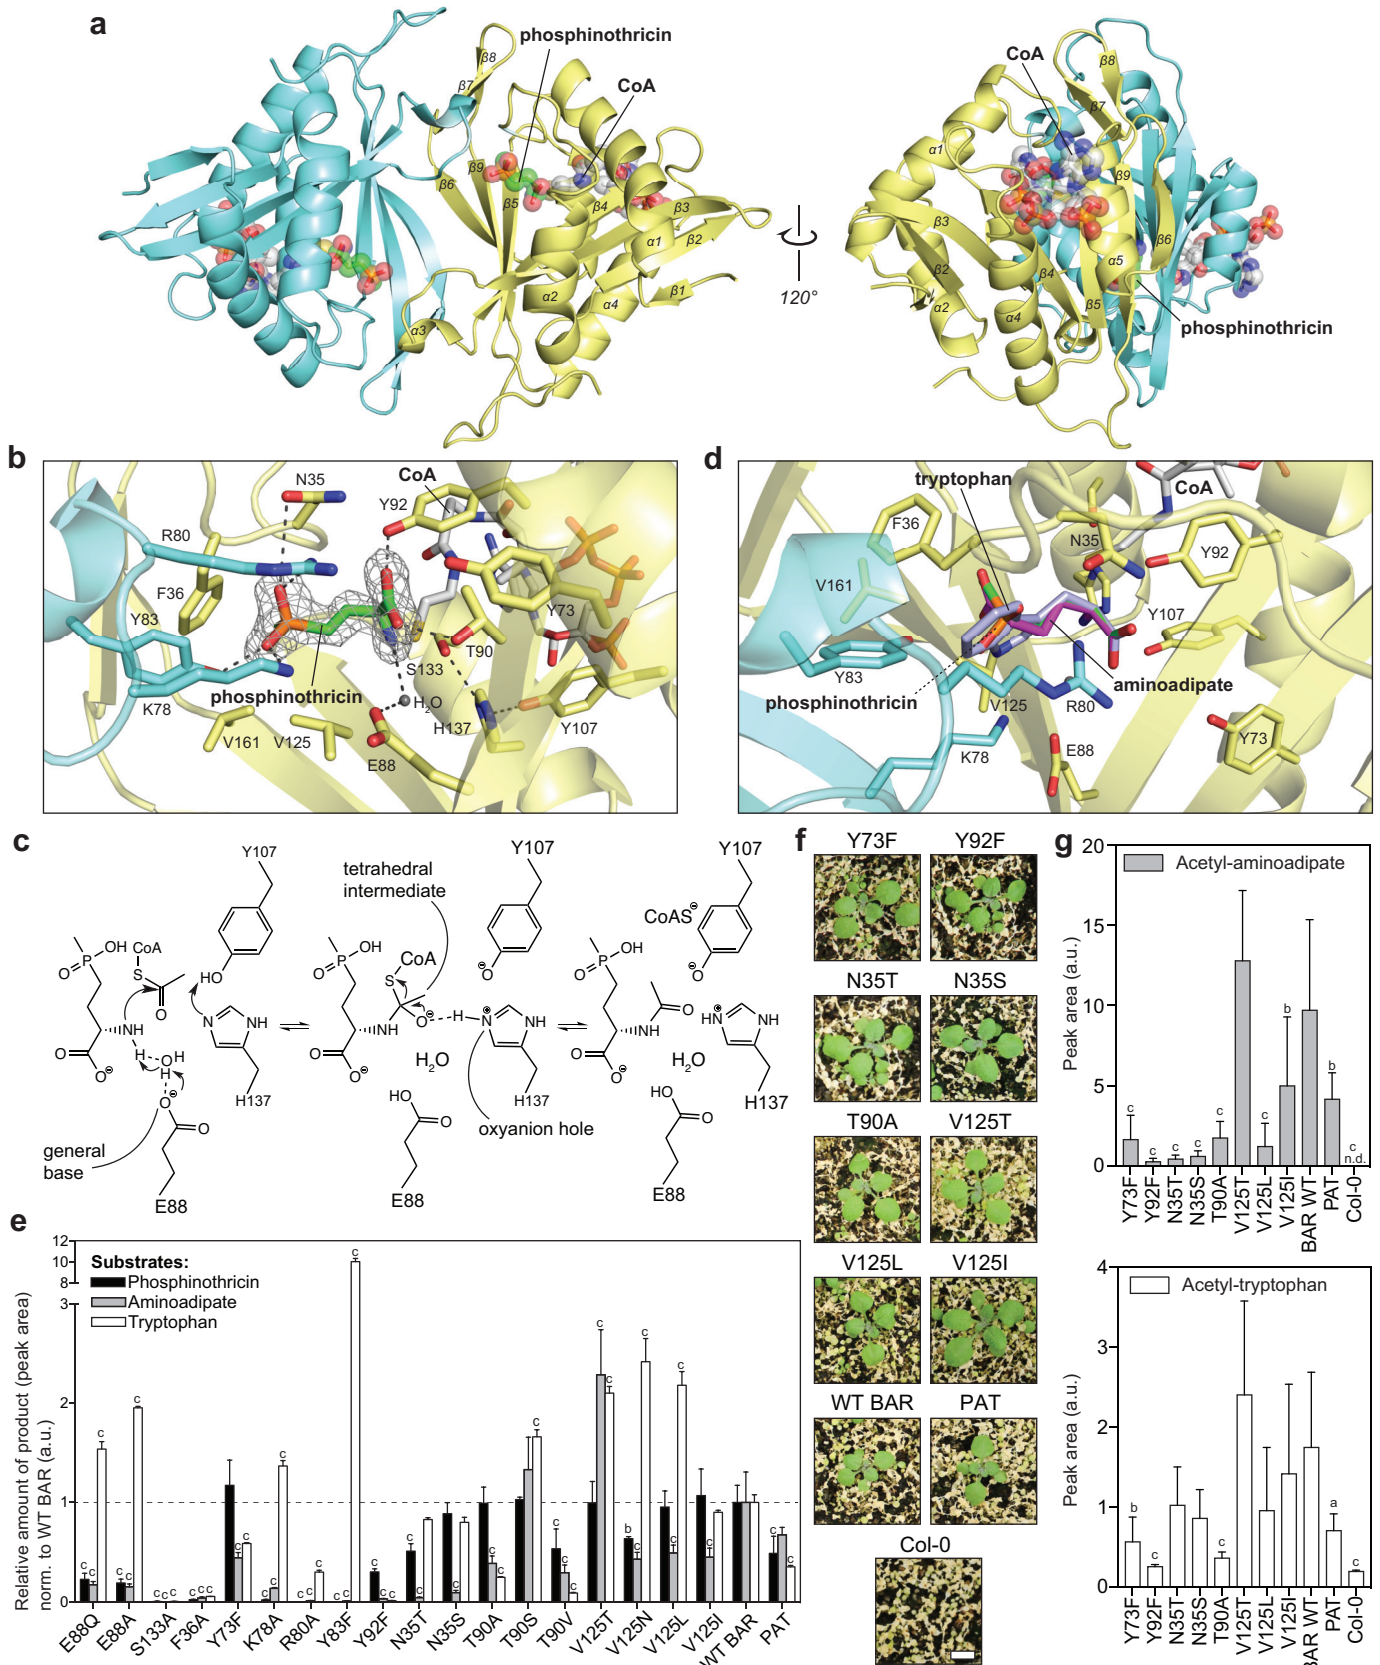 a
phosphinothricin
CoA
β8
β7
β9
β6
β5
β4
β3
β2
β1
α1
α2
α4
α3
120°
CoA
β8
β7
α1
β9
β3
β6
β2
β4
α5
α2
α4
β5
phosphinothricin
b
N35
CoA
Y92
R80
F36
Y73
Y83
T90
S133
phosphinothricin
H₂O
K78
H137
Y107
V161
V125
E88
d
tryptophan
CoA
F36
N35
Y92
V161
Y107
Y83
phosphinothricin
aminoadipate
V125
R80
K78
E88
Y73
c
Y107
tetrahedral
intermediate
Y107
Y107
CoA
S
P
OH
O
O
HO
NH
O
O⊖
H
OH
H
N
NH
O⊖
O
H137
general
base
E88
CoA
S
P
OH
O
O⊖
NH
O⊖
H
N⊕
NH
O
O⊖
H₂O
H137
HO
O
oxyanion hole
E88
CoAS⊖
P
OH
O
O⊖
O
NH
HN⊕
NH
O
O⊖
H₂O
H137
HO
O
E88
e
Relative amount of product (peak area)
norm. to WT BAR (a.u.)
12
10
8
3
2
1
0
Substrates:
Phosphinothricin
Aminoadipate
Tryptophan
c c c c c c c c c c c c c c c c c c c c c c c c c c c c c c c c c c b c c c c c c c
E88Q
E88A
S133A
F36A
Y73F
K78A
R80A
Y83F
Y92F
N35T
N35S
T90A
T90S
T90V
V125T
V125N
V125L
V125I
WT BAR
PAT
f
Y73F
Y92F
N35T
N35S
T90A
V125T
V125L
V125I
WT BAR
PAT
Col-0
g
Peak area (a.u.)
20
15
10
5
0
Acetyl-aminoadipate
c c c c c c b b c
n.d.
Y73F
Y92F
N35T
N35S
T90A
V125T
V125L
V125I
BAR WT
PAT
Col-0
Peak area (a.u.)
4
3
2
1
0
Acetyl-tryptophan
b c c a c
Y73F
Y92F
N35T
N35S
T90A
V125T
V125L
V125I
BAR WT
PAT
Col-0